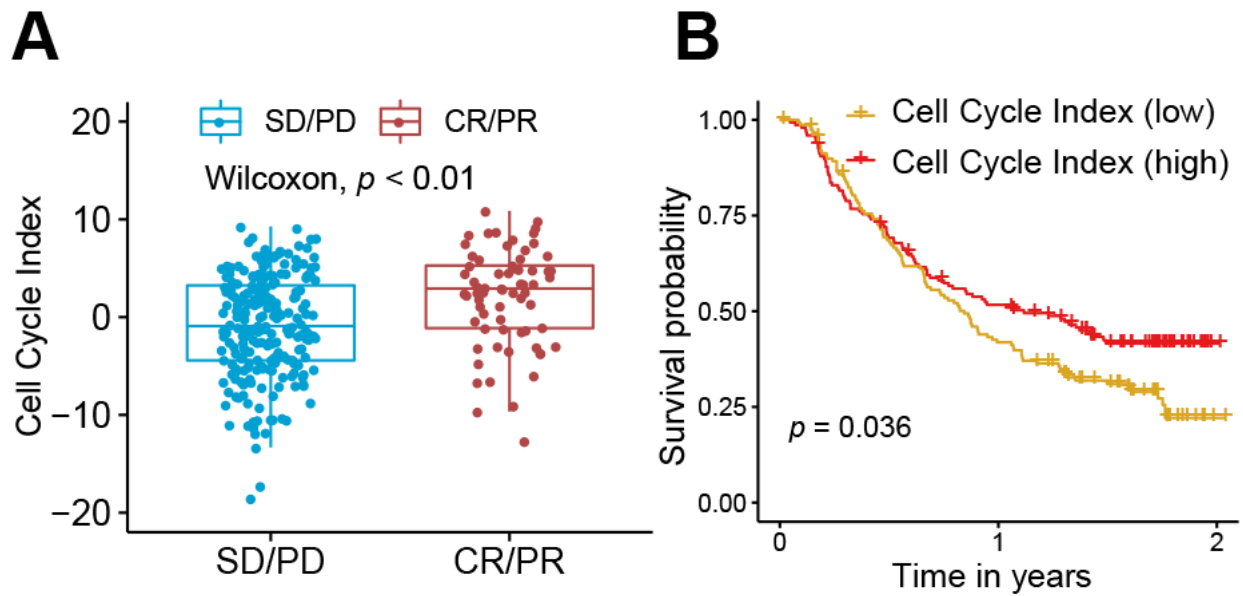 A
Cell Cycle Index
20
10
0
−10
−20
SD/PD CR/PR
Wilcoxon, p < 0.01
SD/PD CR/PR
B
Survival probability
1.00
0.75
0.50
0.25
0.00
Cell Cycle Index (low)
Cell Cycle Index (high)
p = 0.036
0 1 2
Time in years